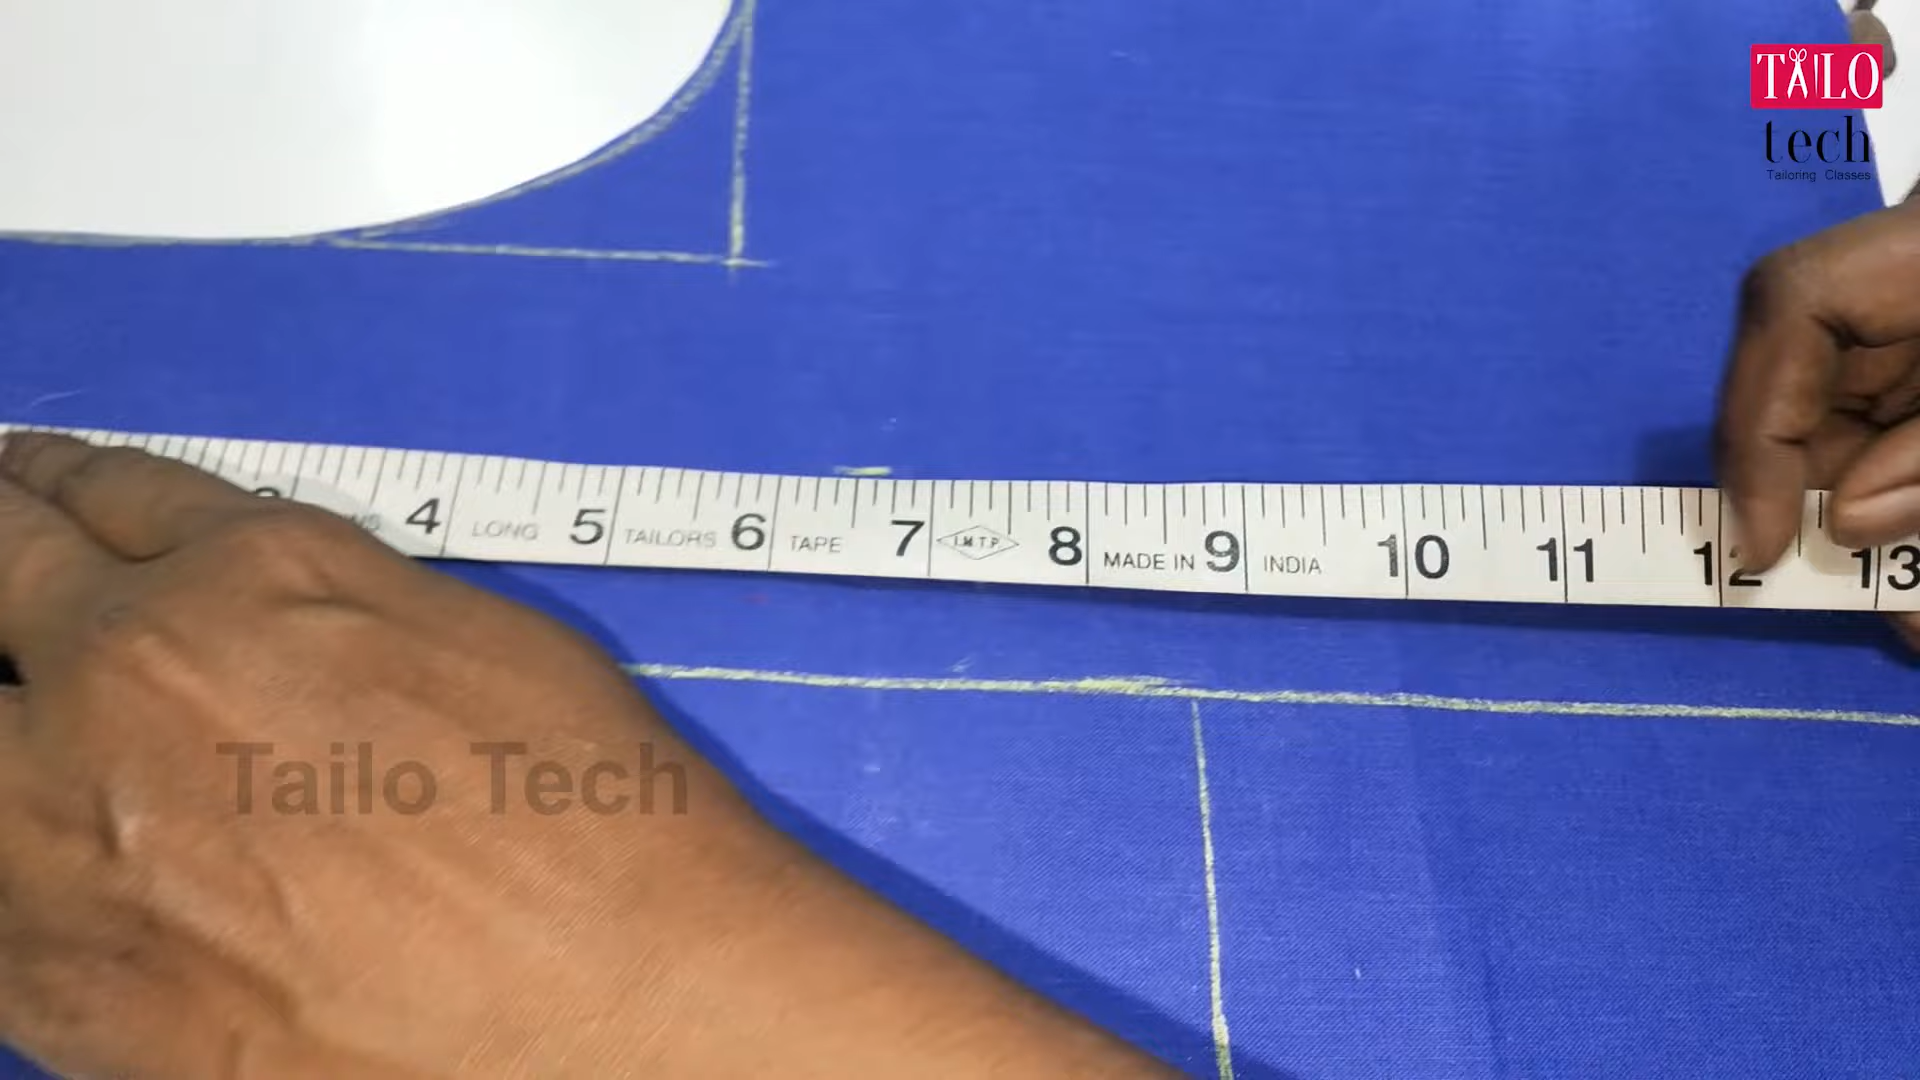 TAILO
tech
Tailoring Classes
4 LONG 5 TAILORS 6 TAPE 7 I.M.T.P. 8 MADE IN 9 INDIA 10 11 12 13
Tailo Tech